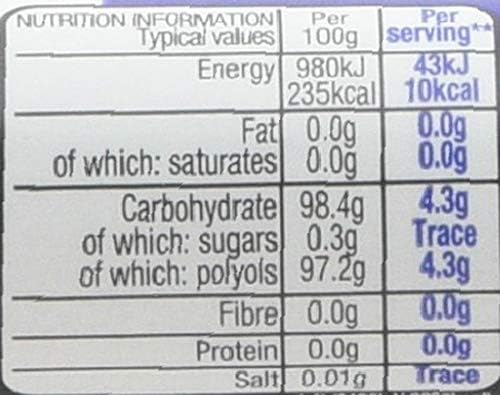 NUTRITION INFORMATION Per Per
Typical values 100g serving**
Energy 980kJ 43kJ
235kcal 10kcal
Fat 0.0g 0.0g
of which: saturates 0.0g 0.0g
Carbohydrate 98.4g 4.3g
of which: sugars 0.3g Trace
of which: polyols 97.2g 4.3g
Fibre 0.0g 0.0g
Protein 0.0g 0.0g
Salt 0.01g Trace